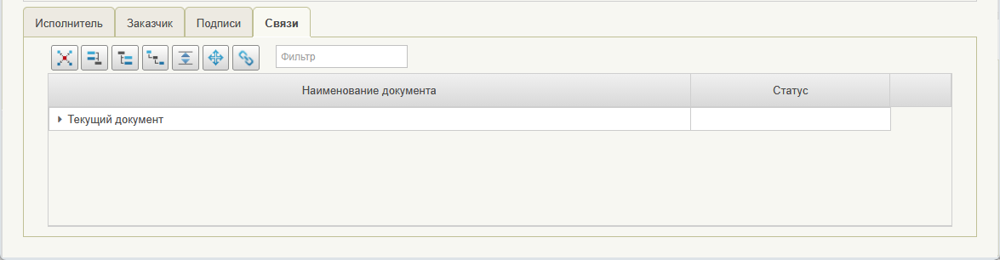 Исполнитель Заказчик Подписи Связи
Фильтр
Наименование документа Статус
Текущий документ